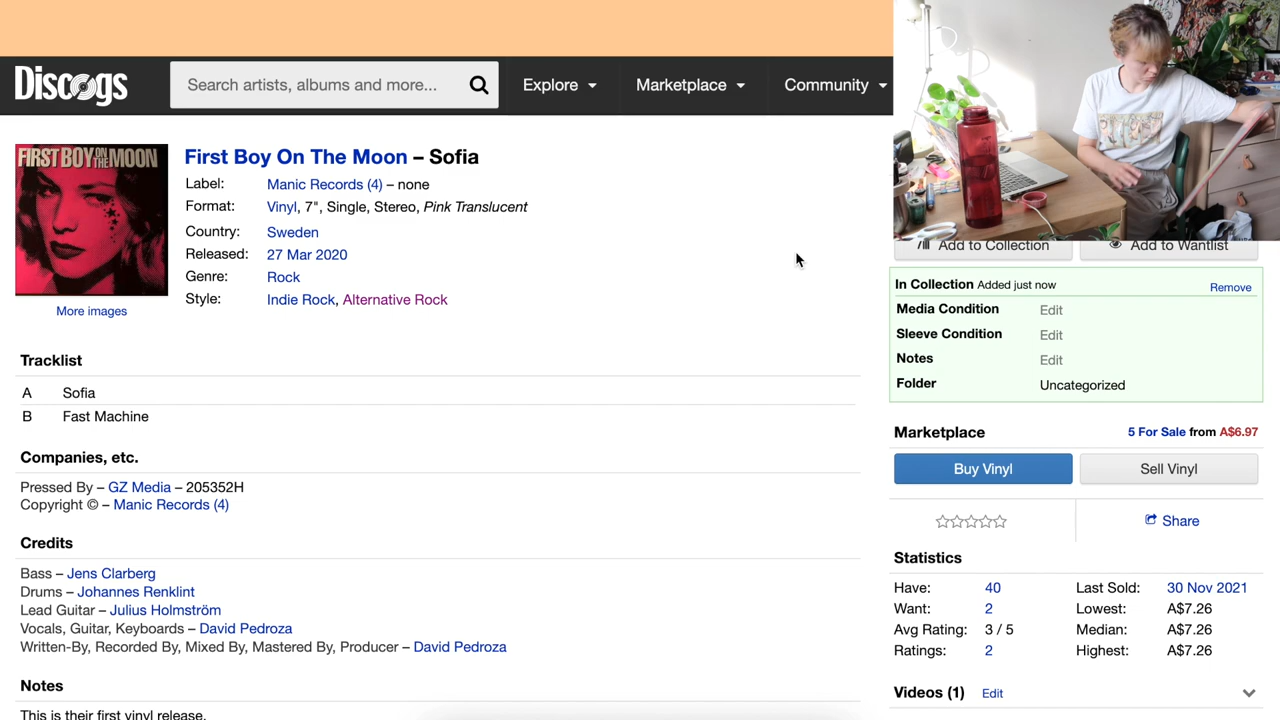 Discogs
Search artists, albums and more...
Explore
Marketplace
Community
FIRST BOY ON THE MOON
First Boy On The Moon – Sofia
Label: Manic Records (4) – none
Format: Vinyl, 7", Single, Stereo, Pink Translucent
Country: Sweden
Released: 27 Mar 2020
Genre: Rock
Style: Indie Rock, Alternative Rock
More images
Tracklist
A Sofia
B Fast Machine
Companies, etc.
Pressed By – GZ Media – 205352H
Copyright © – Manic Records (4)
Credits
Bass – Jens Clarberg
Drums – Johannes Renklint
Lead Guitar – Julius Holmström
Vocals, Guitar, Keyboards – David Pedroza
Written-By, Recorded By, Mixed By, Mastered By, Producer – David Pedroza
Notes
This is their first vinyl release.
Add to Collection
Add to Wantlist
In Collection Added just now
Remove
Media Condition Edit
Sleeve Condition Edit
Notes Edit
Folder Uncategorized
Marketplace
5 For Sale from A$6.97
Buy Vinyl
Sell Vinyl
Share
Statistics
Have: 40
Want: 2
Avg Rating: 3 / 5
Ratings: 2
Last Sold: 30 Nov 2021
Lowest: A$7.26
Median: A$7.26
Highest: A$7.26
Videos (1) Edit